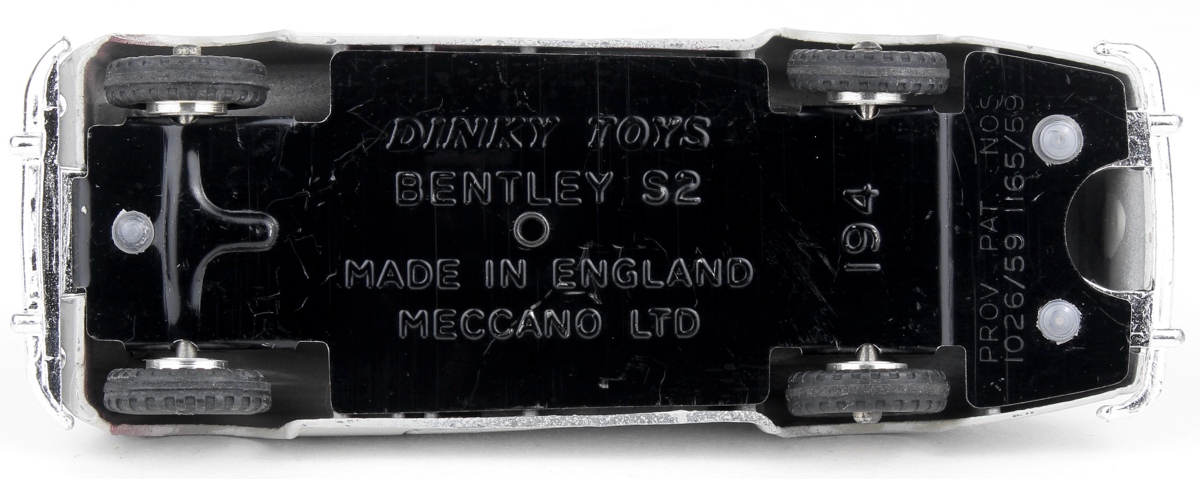 DINKY TOYS
BENTLEY S2
MADE IN ENGLAND
MECCANO LTD
194
PROV. PAT. NOS
1026/59 1165/59